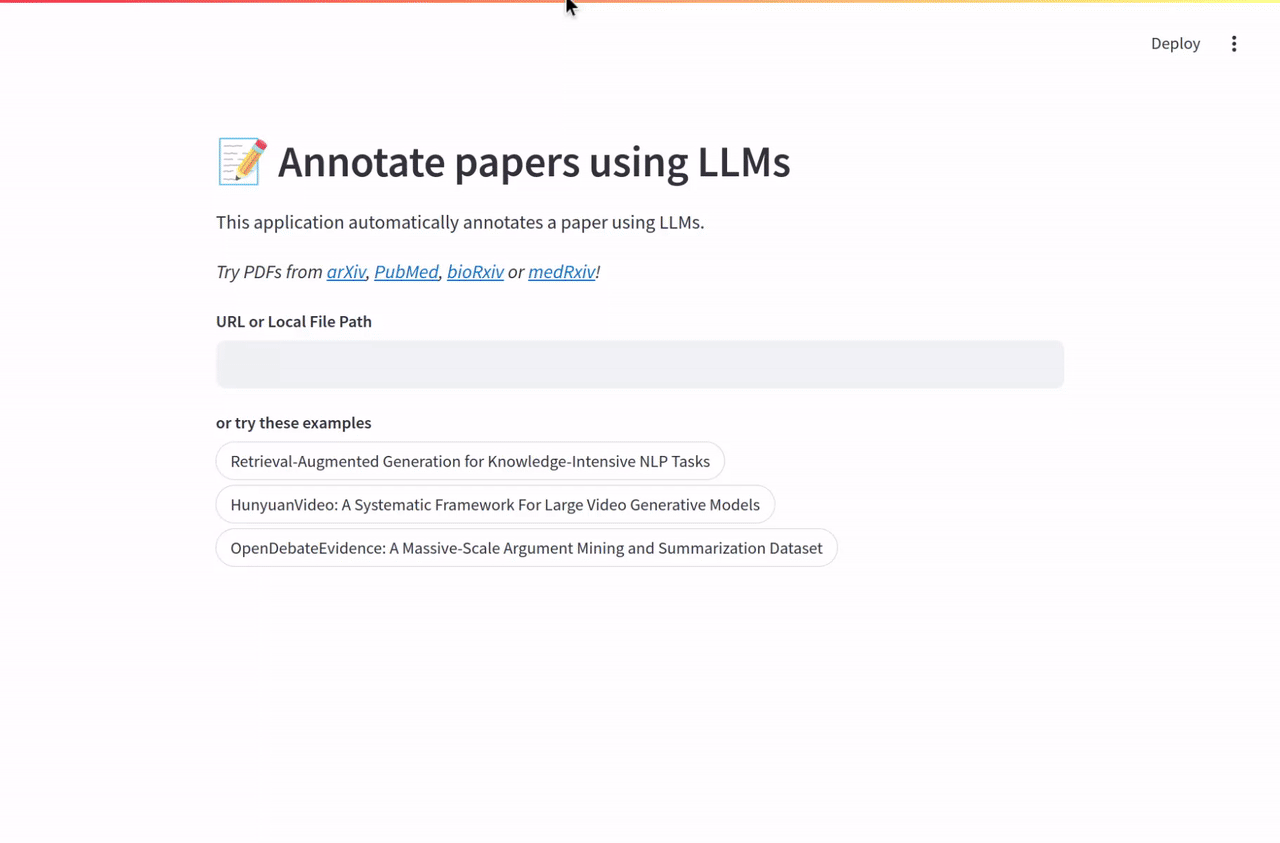 Deploy
Annotate papers using LLMs
This application automatically annotates a paper using LLMs.
Try PDFs from arXiv, PubMed, bioRxiv or medRxiv!
URL or Local File Path
or try these examples
Retrieval-Augmented Generation for Knowledge-Intensive NLP Tasks
HunyuanVideo: A Systematic Framework For Large Video Generative Models
OpenDebateEvidence: A Massive-Scale Argument Mining and Summarization Dataset